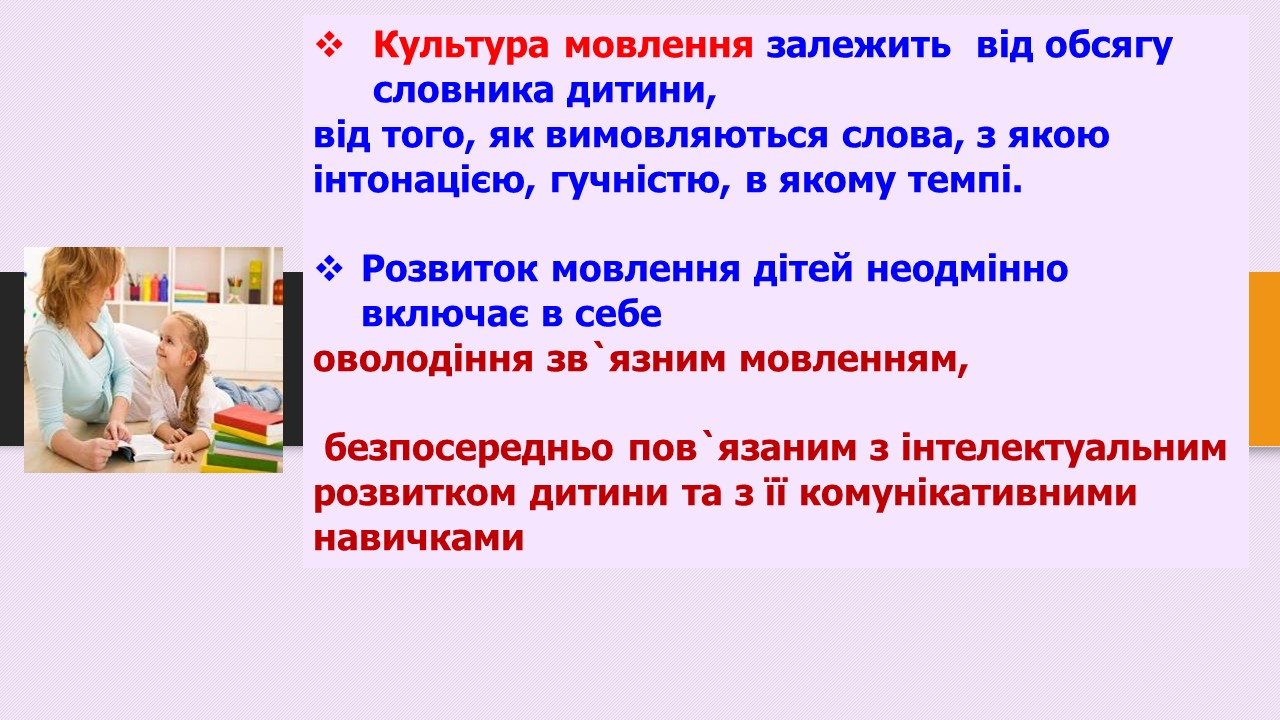 ❖ Культура мовлення залежить від обсягу
словника дитини,
від того, як вимовляються слова, з якою
інтонацією, гучністю, в якому темпі.
❖ Розвиток мовлення дітей неодмінно
включає в себе
оволодіння зв`язним мовленням,
безпосередньо пов`язаним з інтелектуальним
розвитком дитини та з її комунікативними
навичками